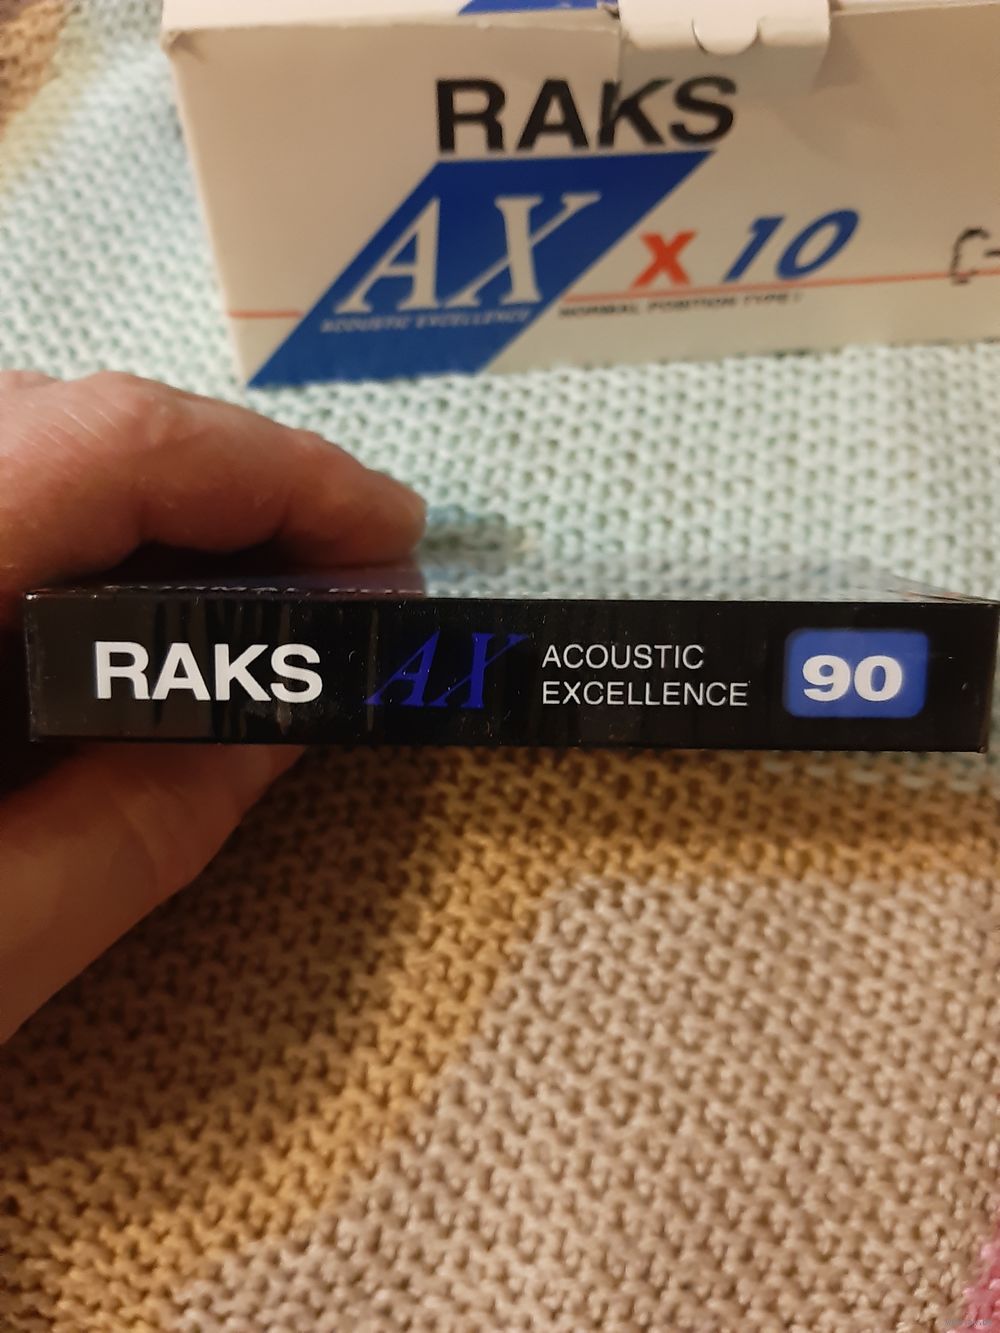 RAKS
AX X 10
ACOUSTIC EXCELLENCE
NORMAL POSITION TYPE I
RAKS AX ACOUSTIC EXCELLENCE 90